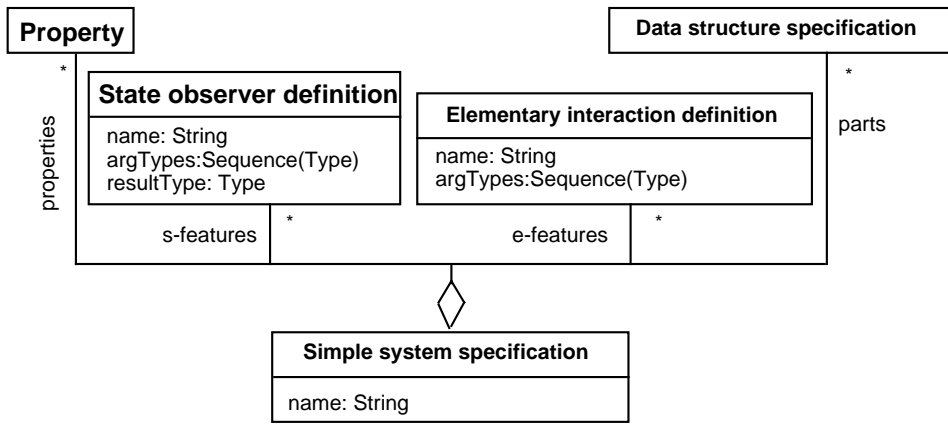 Property
Data structure specification
*
*
properties
State observer definition
name: String
argTypes:Sequence(Type)
resultType: Type
Elementary interaction definition
name: String
argTypes:Sequence(Type)
parts
s-features
*
e-features
*
Simple system specification
name: String